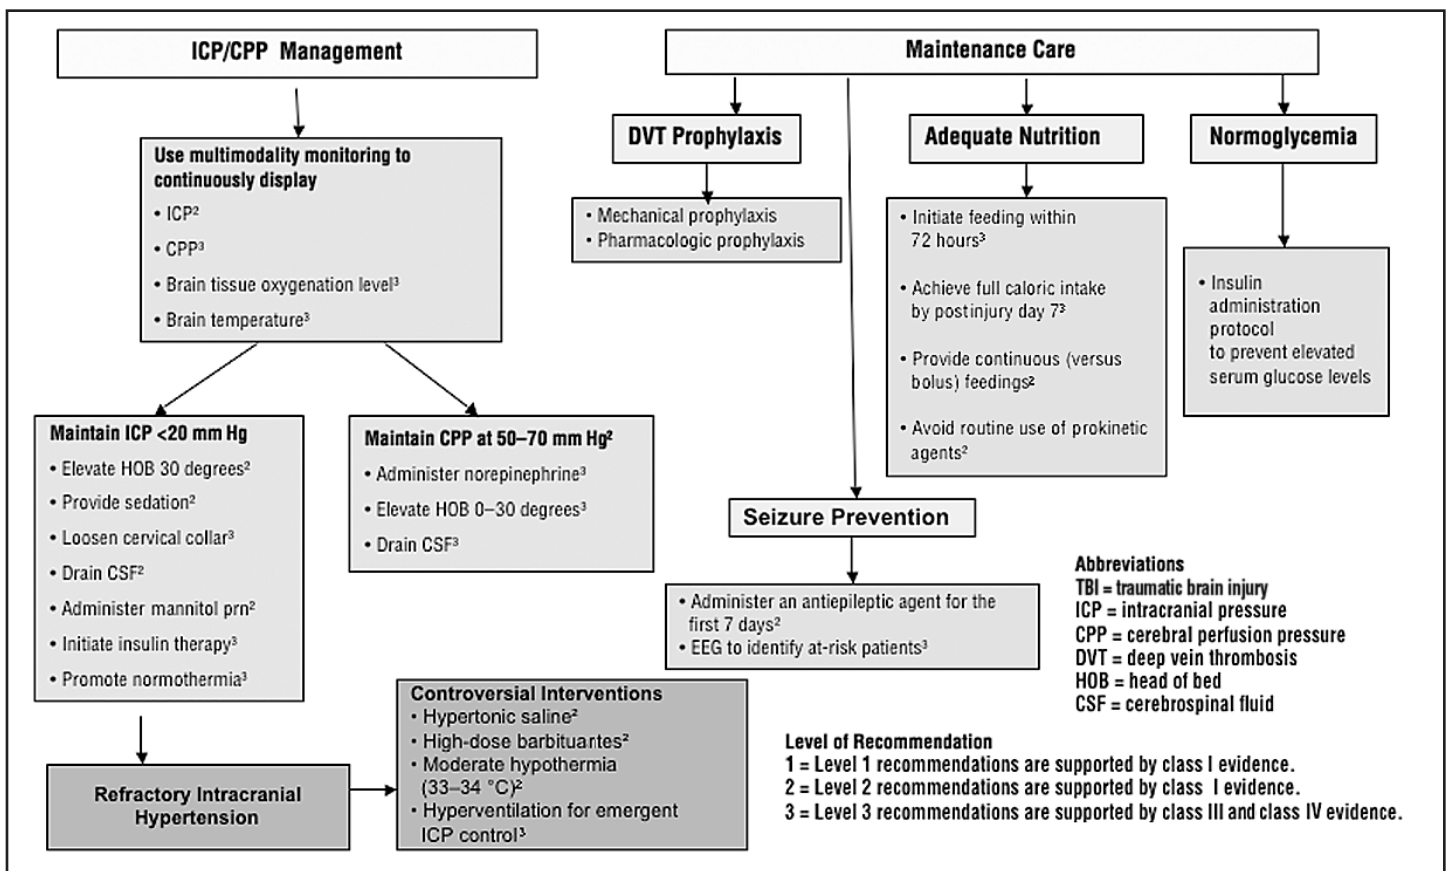 ICP/CPP Management
Use multimodality monitoring to
continuously display
• ICP²
• CPP³
• Brain tissue oxygenation level³
• Brain temperature³
Maintain ICP <20 mm Hg
• Elevate HOB 30 degrees²
• Provide sedation²
• Loosen cervical collar³
• Drain CSF²
• Administer mannitol prn²
• Initiate insulin therapy³
• Promote normothermia³
Maintain CPP at 50–70 mm Hg²
• Administer norepinephrine³
• Elevate HOB 0–30 degrees³
• Drain CSF³
Refractory Intracranial
Hypertension
Controversial Interventions
• Hypertonic saline²
• High-dose barbituantes²
• Moderate hypothermia
(33–34 °C)²
• Hyperventilation for emergent
ICP control³
Maintenance Care
DVT Prophylaxis
• Mechanical prophylaxis
• Pharmacologic prophylaxis
Adequate Nutrition
• Initiate feeding within
72 hours³
• Achieve full caloric intake
by postinjury day 7³
• Provide continuous (versus
bolus) feedings²
• Avoid routine use of prokinetic
agents²
Normoglycemia
• Insulin
administration
protocol
to prevent elevated
serum glucose levels
Seizure Prevention
• Administer an antiepileptic agent for the
first 7 days²
• EEG to identify at-risk patients³
Abbreviations
TBI = traumatic brain injury
ICP = intracranial pressure
CPP = cerebral perfusion pressure
DVT = deep vein thrombosis
HOB = head of bed
CSF = cerebrospinal fluid
Level of Recommendation
1 = Level 1 recommendations are supported by class I evidence.
2 = Level 2 recommendations are supported by class I evidence.
3 = Level 3 recommendations are supported by class III and class IV evidence.